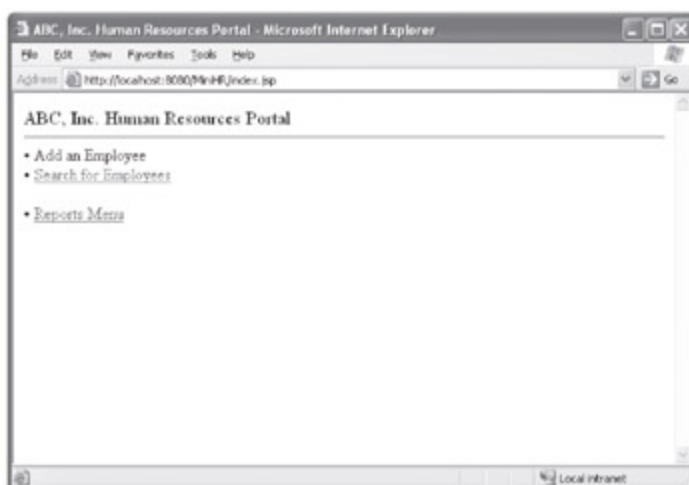 ABC, Inc. Human Resources Portal - Microsoft Internet Explorer
File Edit View Favorites Tools Help
Address http://localhost:8080/MiniHR/index.jsp Go
ABC, Inc. Human Resources Portal
• Add an Employee
• Search for Employees
• Reports Menu
Local intranet